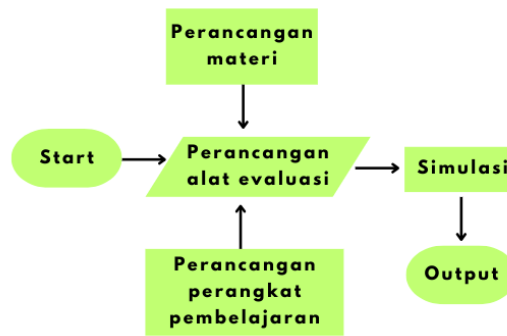 Perancangan
materi
Start
Perancangan
alat evaluasi
Simulasi
Perancangan
perangkat
pembelajaran
Output